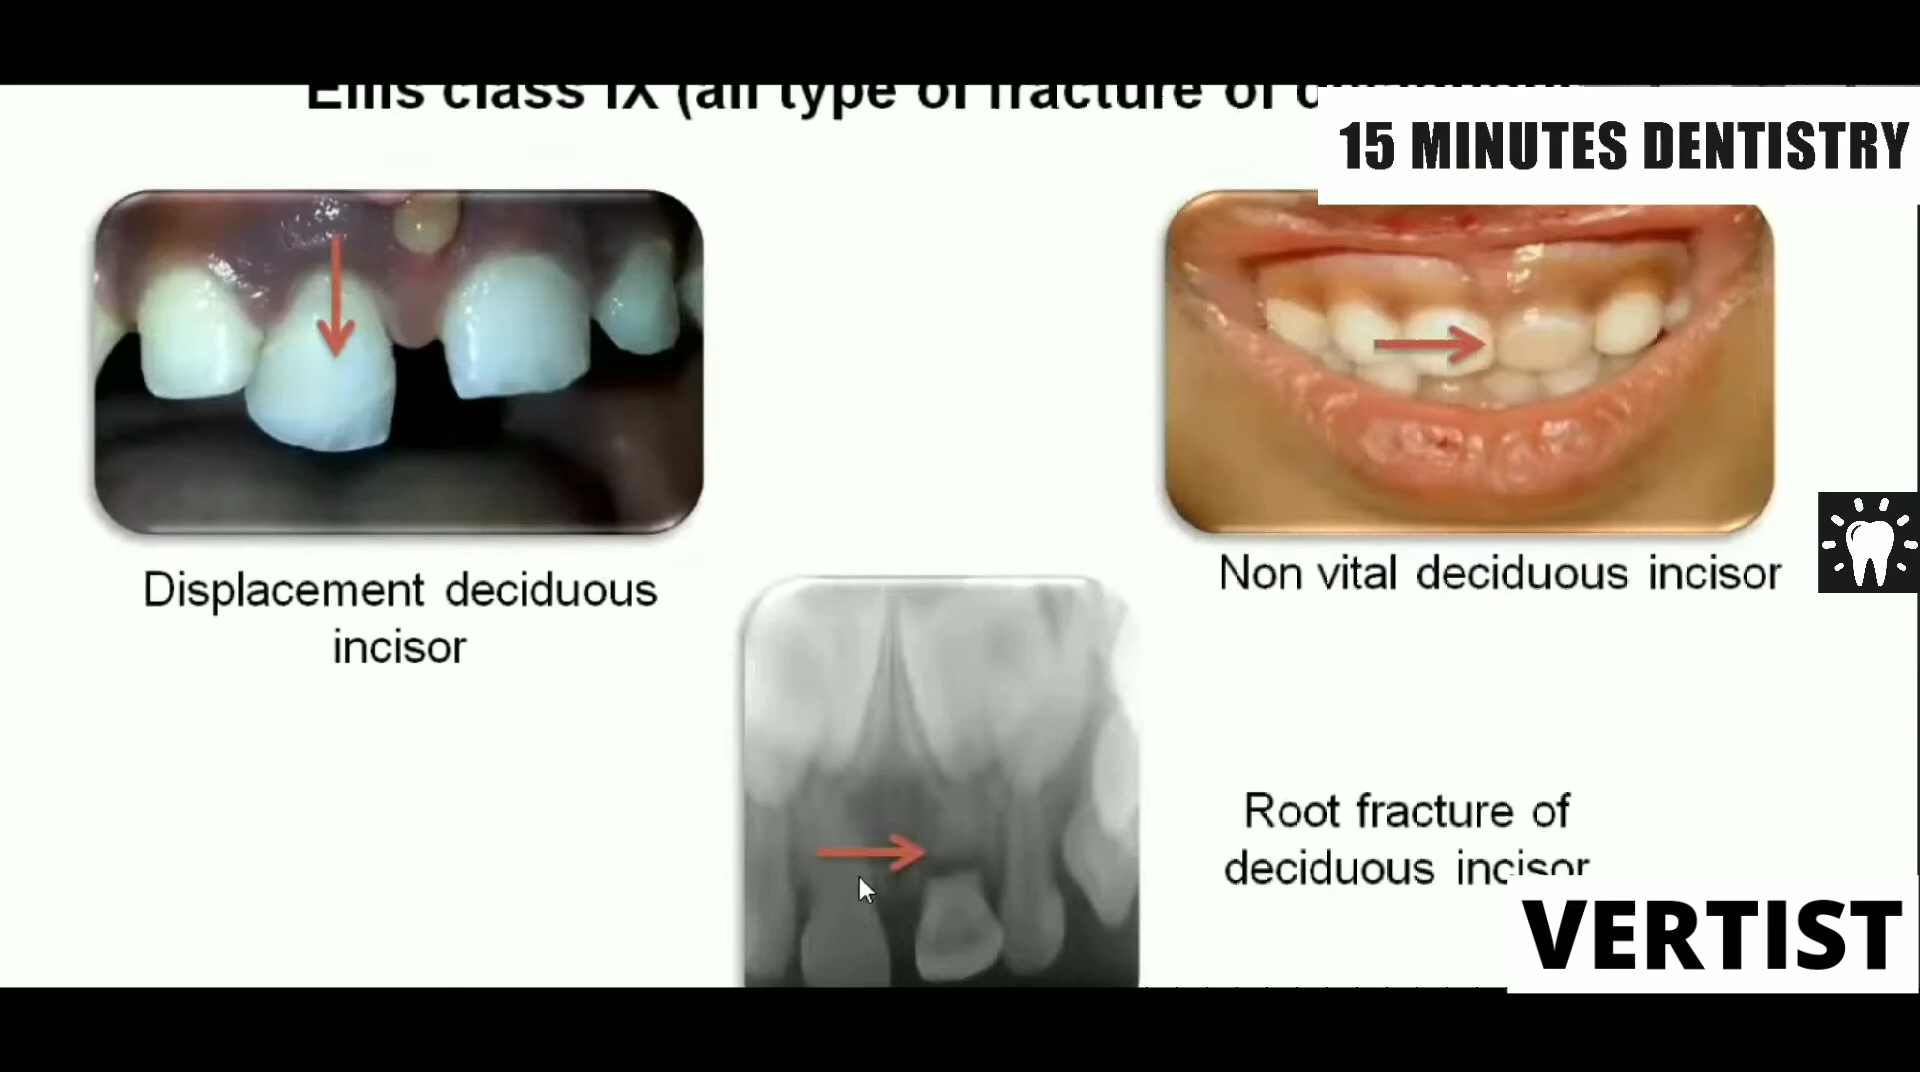 Ellis class IX (all type of fracture of
15 MINUTES DENTISTRY
Displacement deciduous
incisor
Non vital deciduous incisor
Root fracture of
deciduous incisor
VERTIST